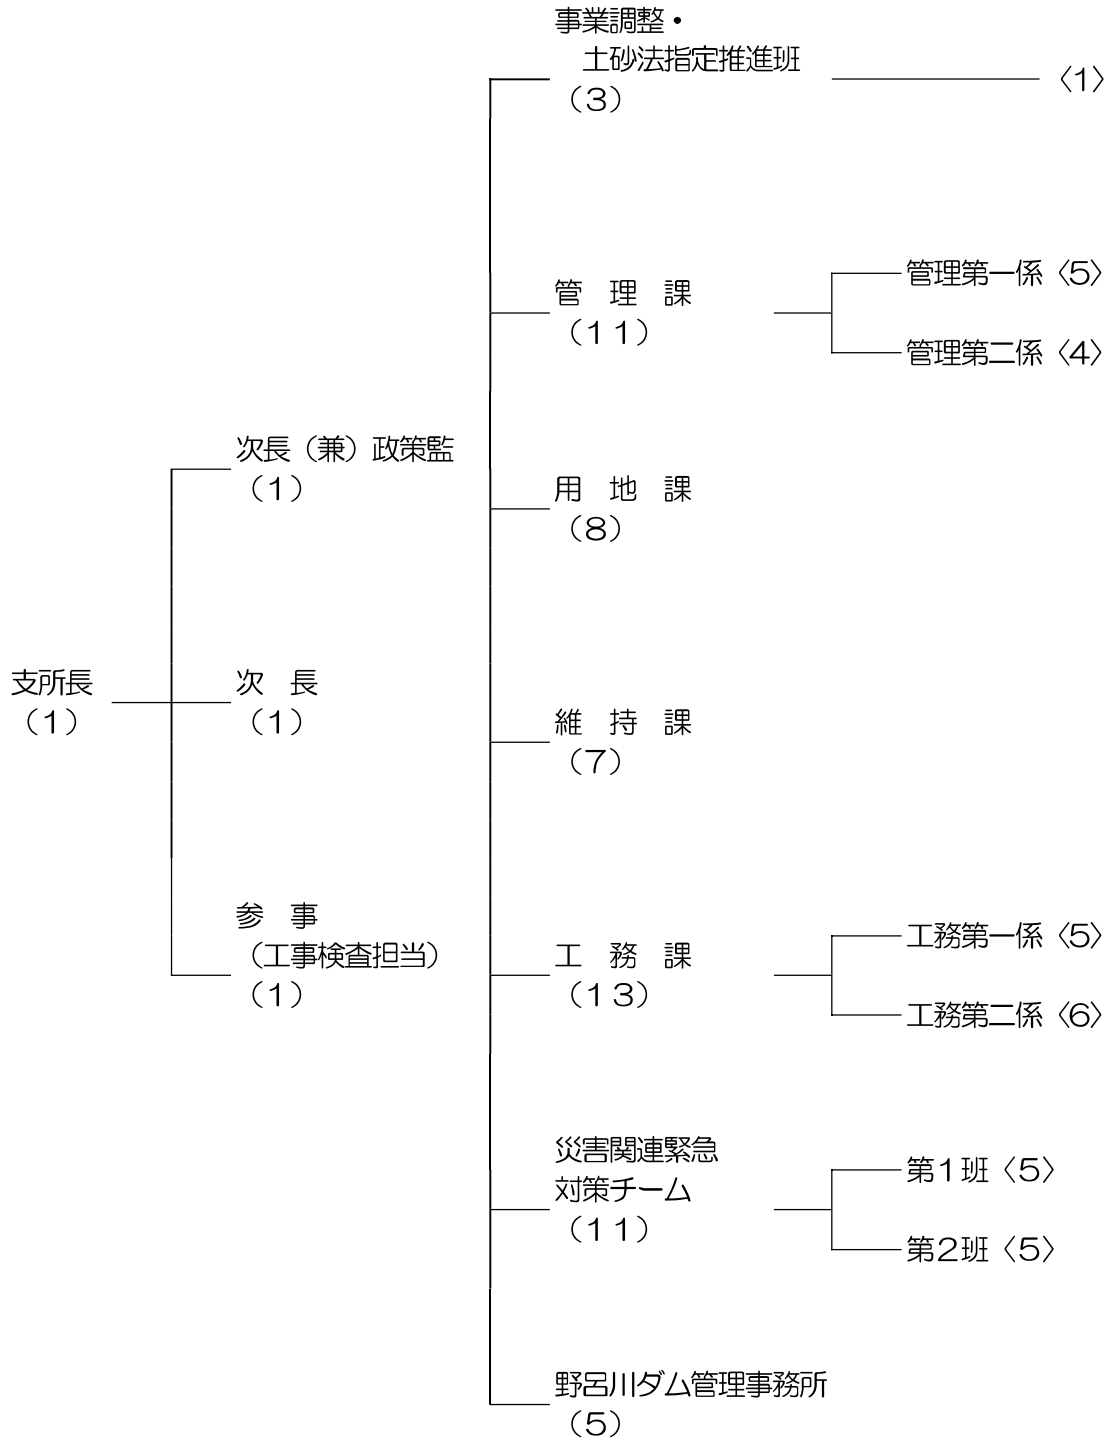 事業調整・
土砂法指定推進班
（３） 〈1〉
管　理　課
（１１）
管理第一係〈5〉
管理第二係〈4〉
次長（兼）政策監
（１）
用　地　課
（８）
支所長
（１）
次　長
（１）
維　持　課
（７）
参　事
（工事検査担当）
（１）
工　務　課
（１３）
工務第一係〈5〉
工務第二係〈6〉
災害関連緊急
対策チーム
（１１）
第１班〈５〉
第２班〈５〉
野呂川ダム管理事務所
（５）